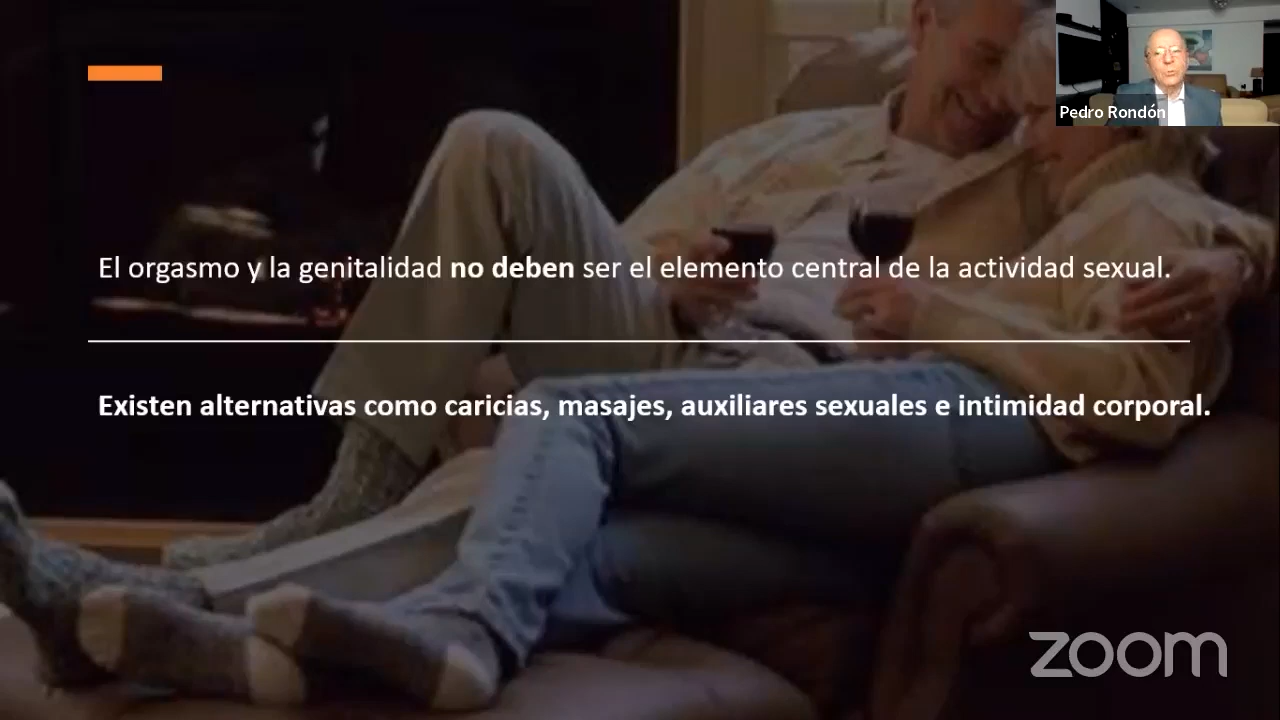 Pedro Rondón
El orgasmo y la genitalidad no deben ser el elemento central de la actividad sexual.
Existen alternativas como caricias, masajes, auxiliares sexuales e intimidad corporal.
zoom